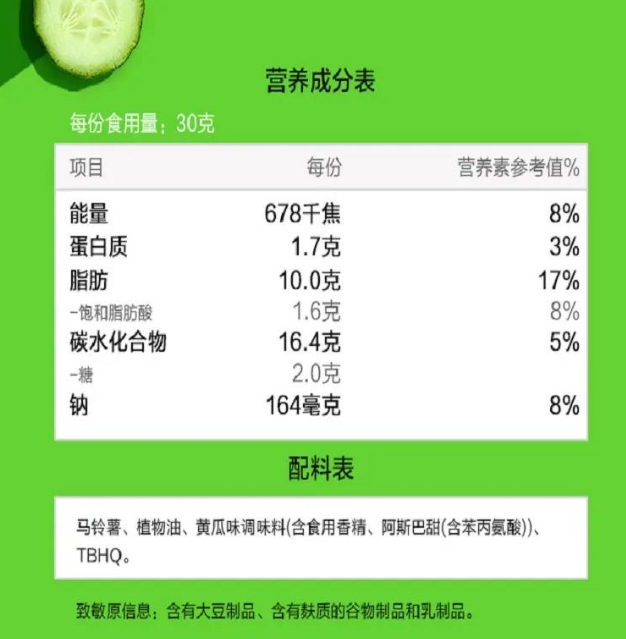 营养成分表
每份食用量：30克
项目 每份 营养素参考值%
能量 678千焦 8%
蛋白质 1.7克 3%
脂肪 10.0克 17%
-饱和脂肪酸 1.6克 8%
碳水化合物 16.4克 5%
-糖 2.0克
钠 164毫克 8%
配料表
马铃薯、植物油、黄瓜味调味料(含食用香精、阿斯巴甜(含苯丙氨酸))、
TBHQ。
致敏原信息：含有大豆制品、含有麸质的谷物制品和乳制品。